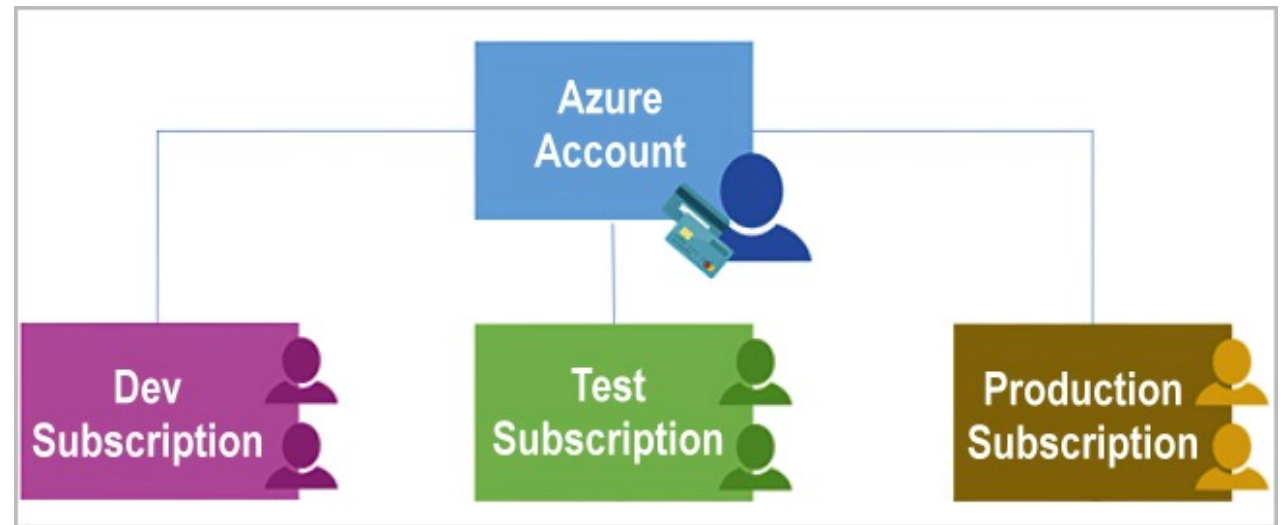 Azure
Account
Dev
Subscription
Test
Subscription
Production
Subscription